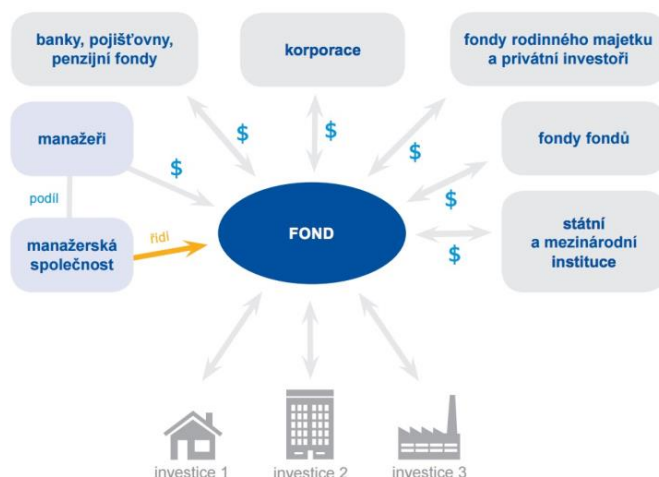 banky, pojišťovny,
penzijní fondy
korporace
fondy rodinného majetku
a privátní investoři
$
$
$
manažeři
$
fondy fondů
$
podíl
státní
a mezinárodní
instituce
manažerská
společnost
řídí
FOND
$
investice 1
investice 2
investice 3